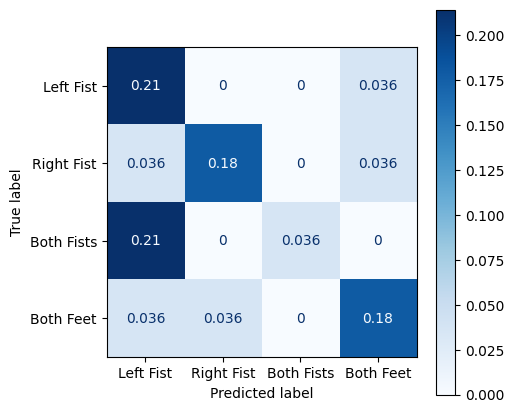 True label
Left Fist 0.21 0 0 0.036
Right Fist 0.036 0.18 0 0.036
Both Fists 0.21 0 0.036 0
Both Feet 0.036 0.036 0 0.18
Left Fist Right Fist Both Fists Both Feet
Predicted label
0.200
0.175
0.150
0.125
0.100
0.075
0.050
0.025
0.000